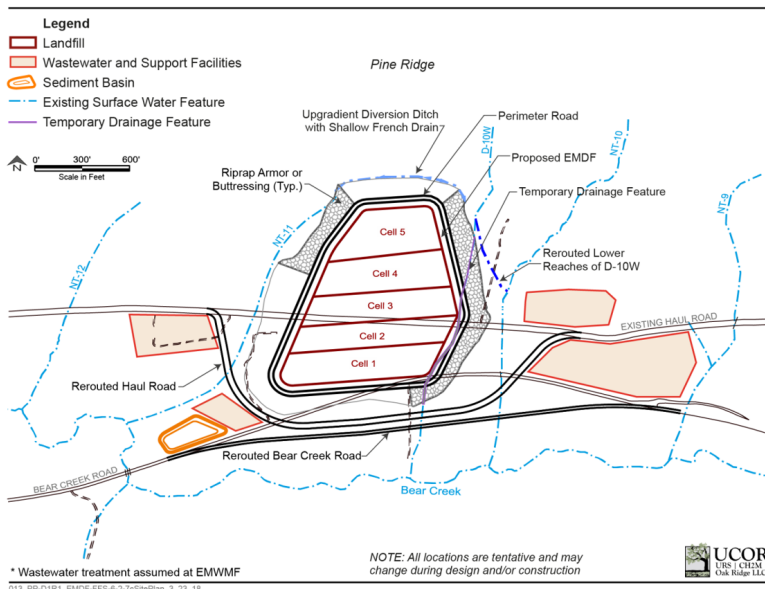 Legend
Landfill
Wastewater and Support Facilities
Sediment Basin
Existing Surface Water Feature
Temporary Drainage Feature
N
0' 300' 600'
Scale in Feet
Pine Ridge
Upgradient Diversion Ditch
with Shallow French Drain
Perimeter Road
D-10W
NT-10
Proposed EMDF
Riprap Armor or
Buttressing (Typ.)
Temporary Drainage Feature
NT-9
NT-11
Cell 5
Rerouted Lower
Reaches of D-10W
NT-12
Cell 4
Cell 3
EXISTING HAUL ROAD
Cell 2
Cell 1
Rerouted Haul Road
Rerouted Bear Creek Road
BEAR CREEK ROAD
Bear Creek
* Wastewater treatment assumed at EMWMF
NOTE: All locations are tentative and may
change during design and/or construction
UCOR
URS | CH2M
Oak Ridge LLC